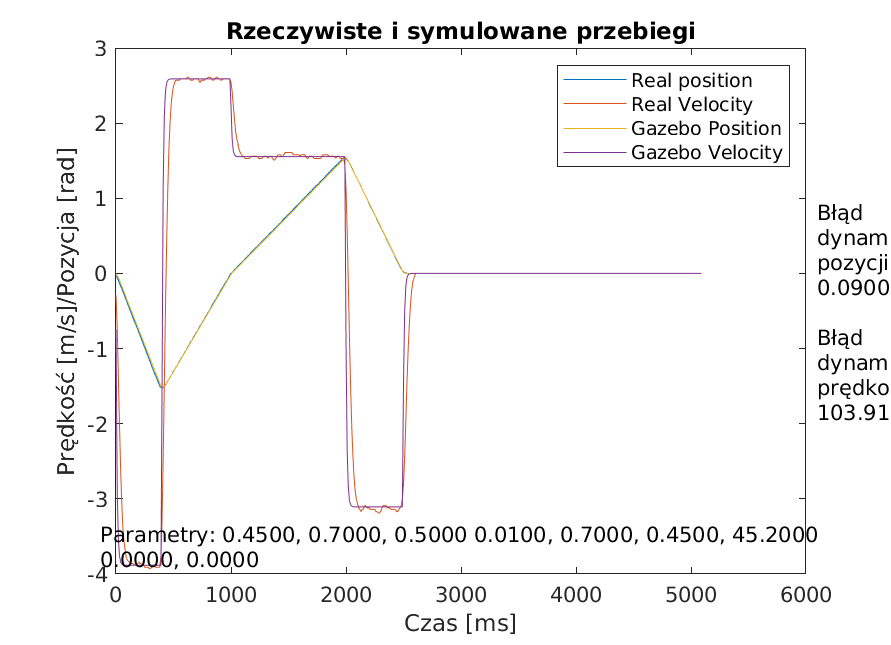 Rzeczywiste i symulowane przebiegi
3
2
1
0
-1
-2
-3
-4
Prędkość [m/s]/Pozycja [rad]
Real position
Real Velocity
Gazebo Position
Gazebo Velocity
Błąd
dynam
pozycji
0.0900
Błąd
dynam
prędko
103.91
Parametry: 0.4500, 0.7000, 0.5000 0.0100, 0.7000, 0.4500, 45.2000
0.0000, 0.0000
0 1000 2000 3000 4000 5000 6000
Czas [ms]